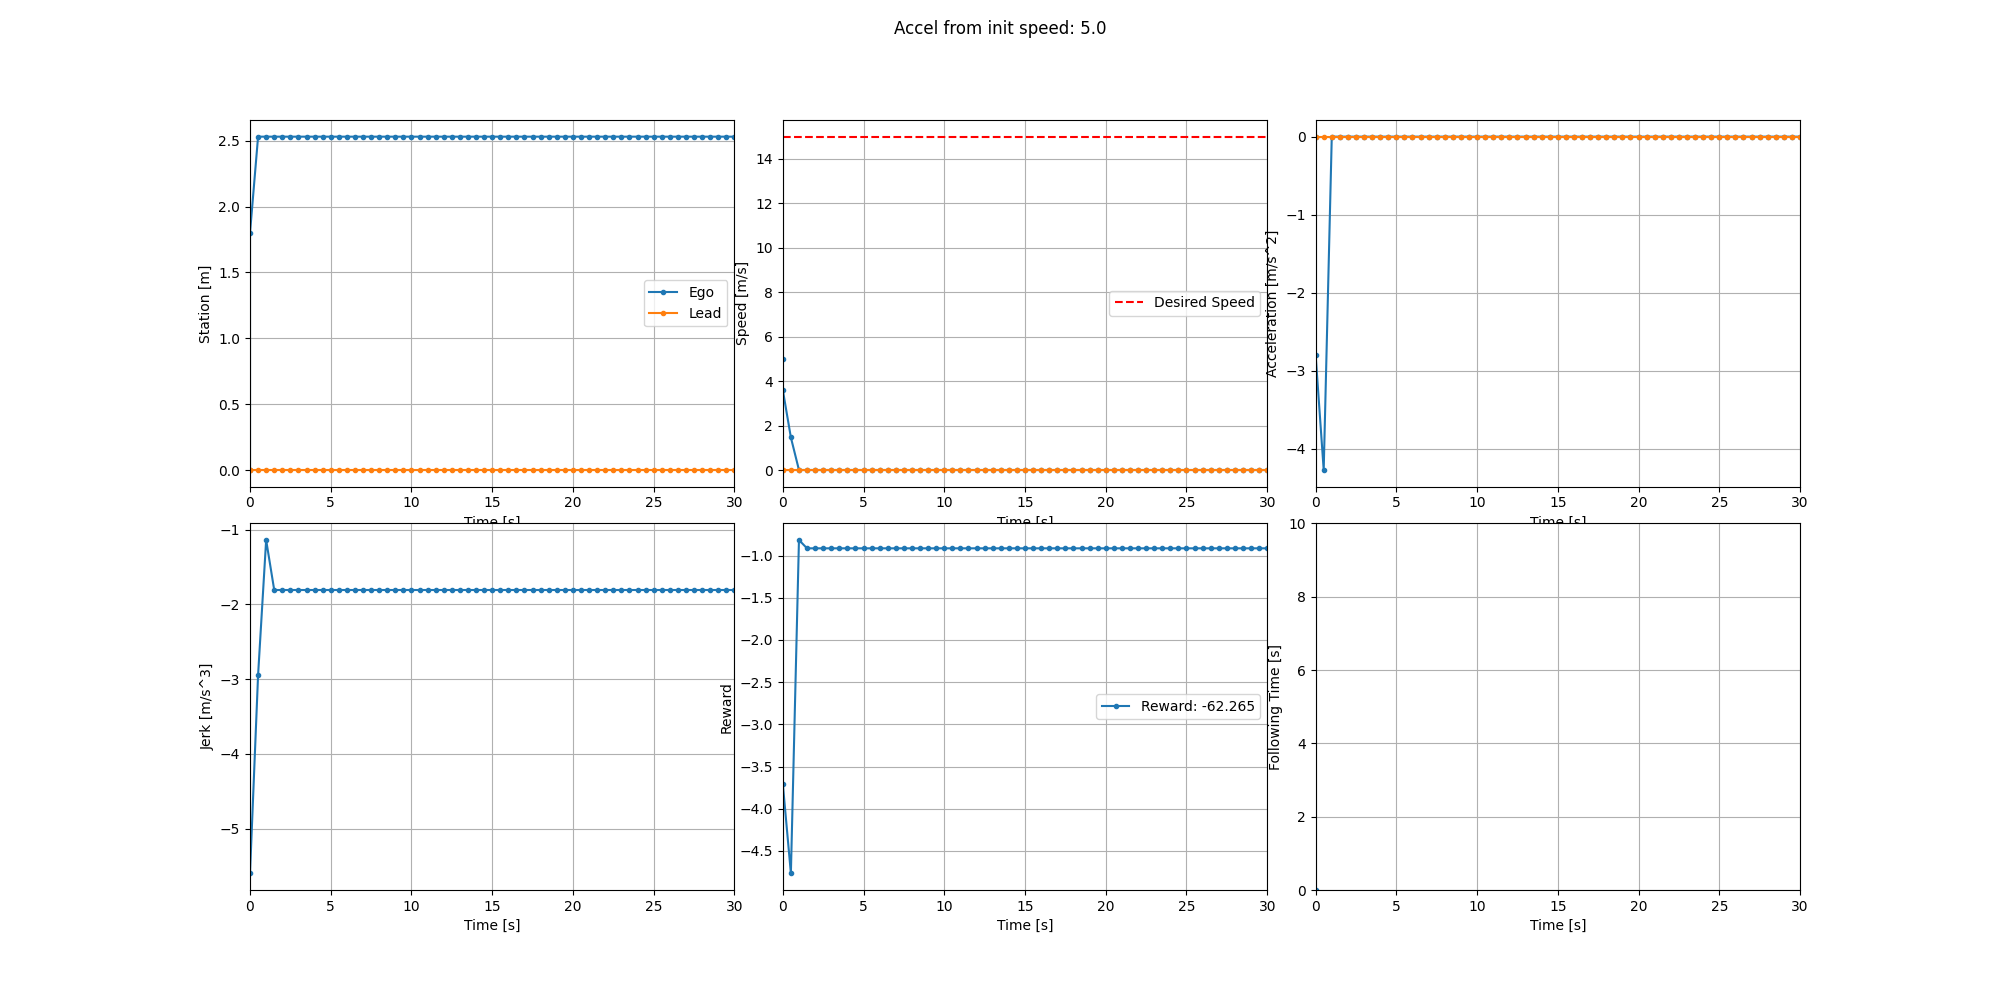 Accel from init speed: 5.0
Station [m]
2.5
2.0
1.5
1.0
0.5
0.0
Ego
Lead
0 5 10 15 20 25 30
Time [s]
Speed [m/s]
14
12
10
8
6
4
2
0
Desired Speed
0 5 10 15 20 25 30
Time [s]
Acceleration [m/s^2]
0
−1
−2
−3
−4
0 5 10 15 20 25 30
Time [s]
Jerk [m/s^3]
−1
−2
−3
−4
−5
0 5 10 15 20 25 30
Time [s]
Reward
−1.0
−1.5
−2.0
−2.5
−3.0
−3.5
−4.0
−4.5
Reward: -62.265
0 5 10 15 20 25 30
Time [s]
Following Time [s]
10
8
6
4
2
0
0 5 10 15 20 25 30
Time [s]